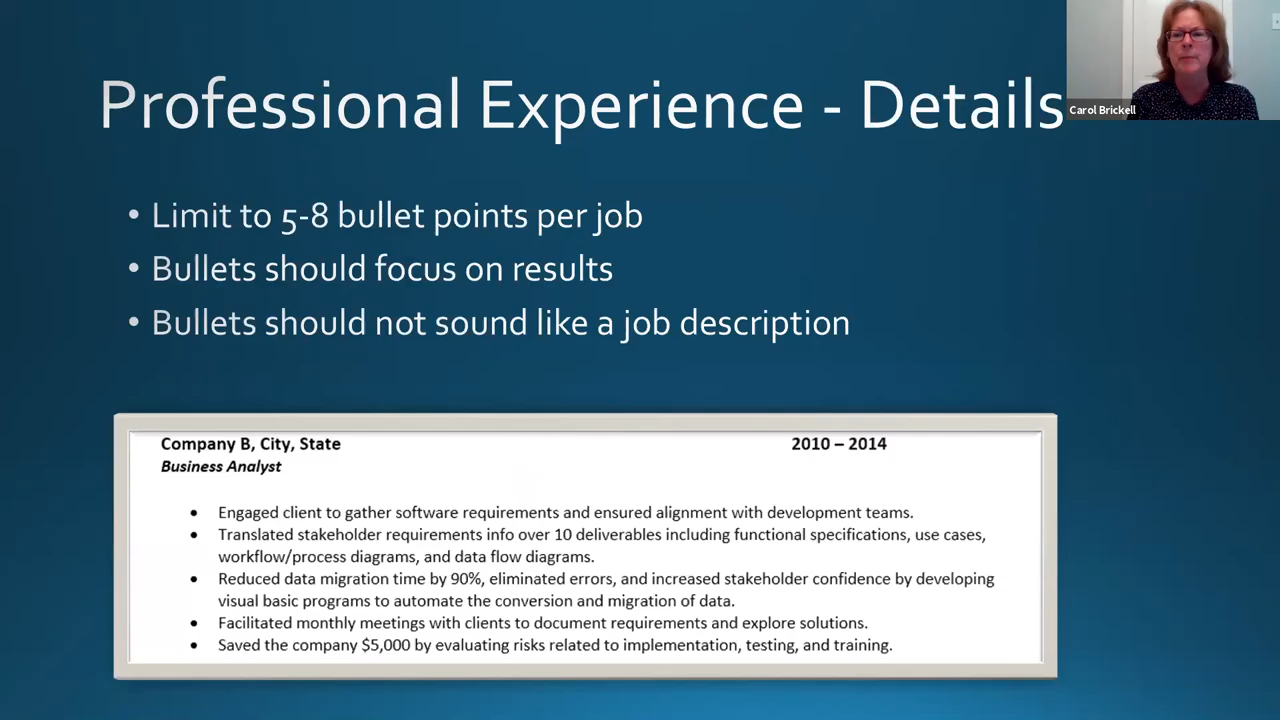 Professional Experience - Details
Carol Brickell
• Limit to 5-8 bullet points per job
• Bullets should focus on results
• Bullets should not sound like a job description
Company B, City, State 2010 – 2014
Business Analyst
• Engaged client to gather software requirements and ensured alignment with development teams.
• Translated stakeholder requirements info over 10 deliverables including functional specifications, use cases,
workflow/process diagrams, and data flow diagrams.
• Reduced data migration time by 90%, eliminated errors, and increased stakeholder confidence by developing
visual basic programs to automate the conversion and migration of data.
• Facilitated monthly meetings with clients to document requirements and explore solutions.
• Saved the company $5,000 by evaluating risks related to implementation, testing, and training.